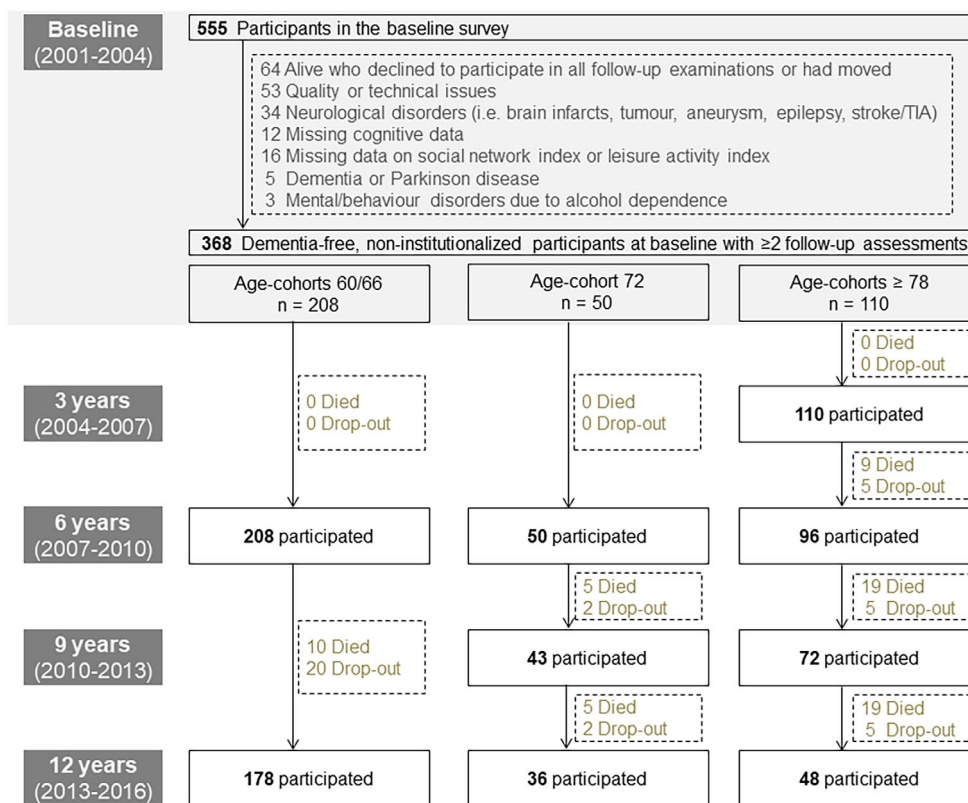 Baseline
(2001-2004)
555 Participants in the baseline survey
64 Alive who declined to participate in all follow-up examinations or had moved
53 Quality or technical issues
34 Neurological disorders (i.e. brain infarcts, tumour, aneurysm, epilepsy, stroke/TIA)
12 Missing cognitive data
16 Missing data on social network index or leisure activity index
5 Dementia or Parkinson disease
3 Mental/behaviour disorders due to alcohol dependence
368 Dementia-free, non-institutionalized participants at baseline with ≥2 follow-up assessments
Age-cohorts 60/66
n = 208
Age-cohort 72
n = 50
Age-cohorts ≥ 78
n = 110
0 Died
0 Drop-out
3 years
(2004-2007)
0 Died
0 Drop-out
0 Died
0 Drop-out
110 participated
9 Died
5 Drop-out
6 years
(2007-2010)
208 participated
50 participated
96 participated
5 Died
2 Drop-out
19 Died
5 Drop-out
9 years
(2010-2013)
10 Died
20 Drop-out
43 participated
72 participated
5 Died
2 Drop-out
19 Died
5 Drop-out
12 years
(2013-2016)
178 participated
36 participated
48 participated